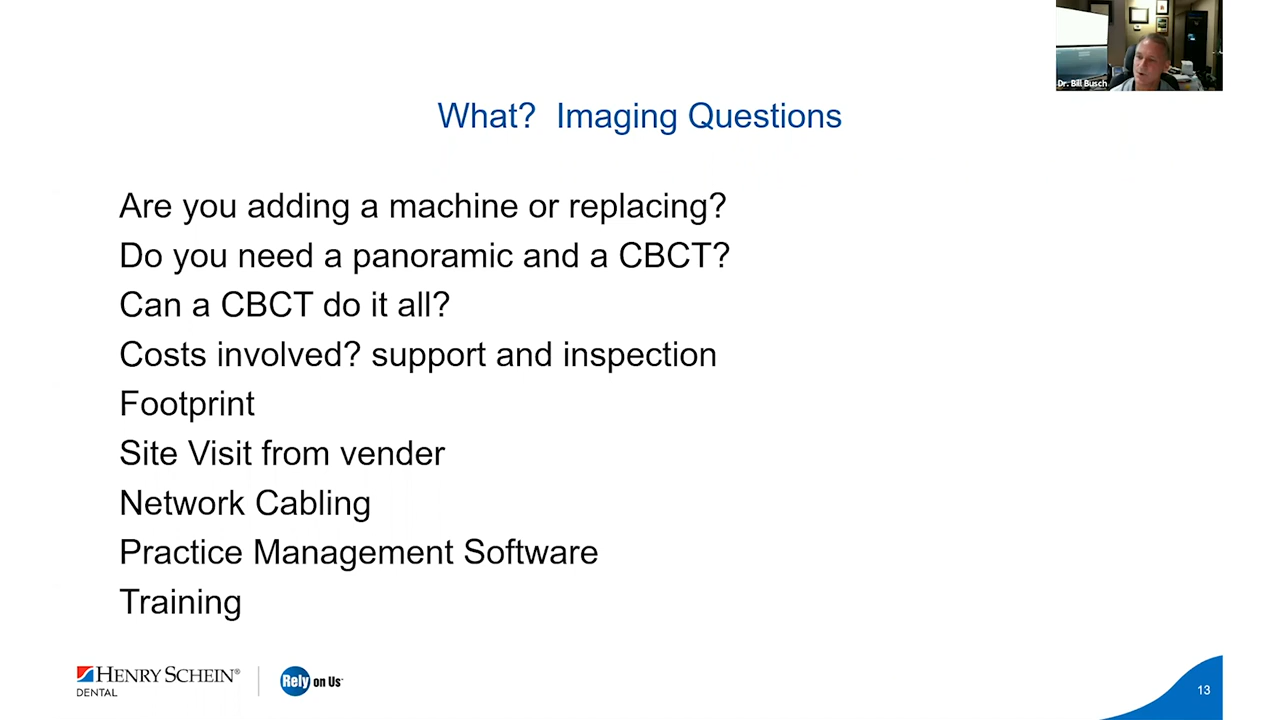 Dr. Bill Busch
What? Imaging Questions
Are you adding a machine or replacing?
Do you need a panoramic and a CBCT?
Can a CBCT do it all?
Costs involved? support and inspection
Footprint
Site Visit from vender
Network Cabling
Practice Management Software
Training
HENRY SCHEIN®
DENTAL
Rely on Us
13